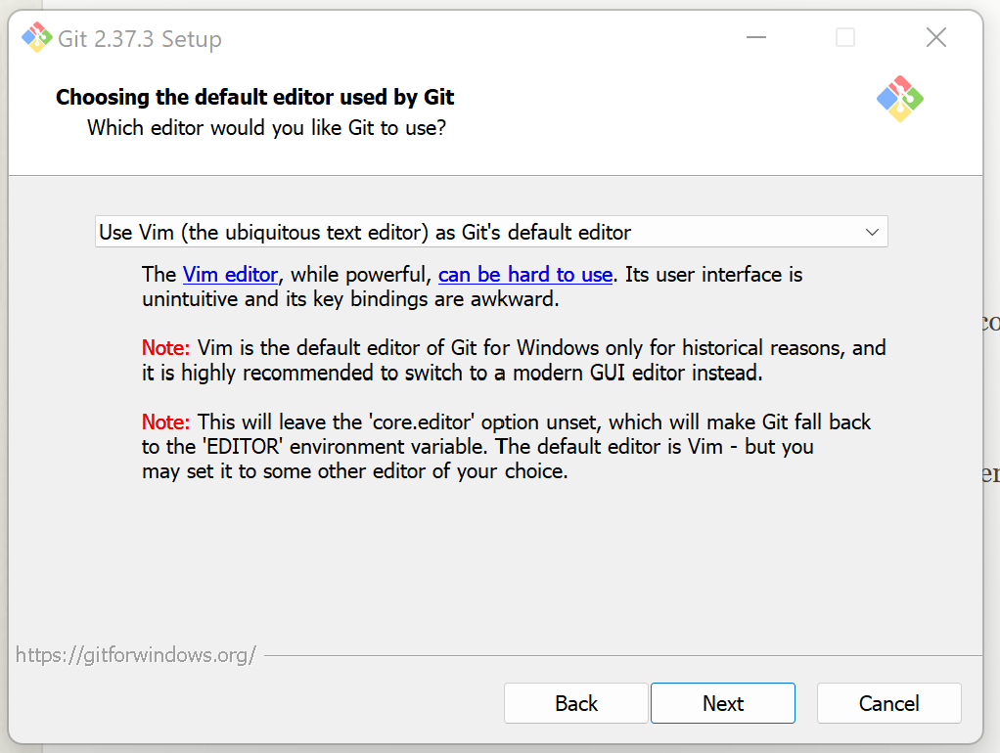 Git 2.37.3 Setup
Choosing the default editor used by Git
Which editor would you like Git to use?
Use Vim (the ubiquitous text editor) as Git's default editor
The Vim editor, while powerful, can be hard to use. Its user interface is
unintuitive and its key bindings are awkward.
Note: Vim is the default editor of Git for Windows only for historical reasons, and
it is highly recommended to switch to a modern GUI editor instead.
Note: This will leave the 'core.editor' option unset, which will make Git fall back
to the 'EDITOR' environment variable. The default editor is Vim - but you
may set it to some other editor of your choice.
https://gitforwindows.org/
Back Next Cancel